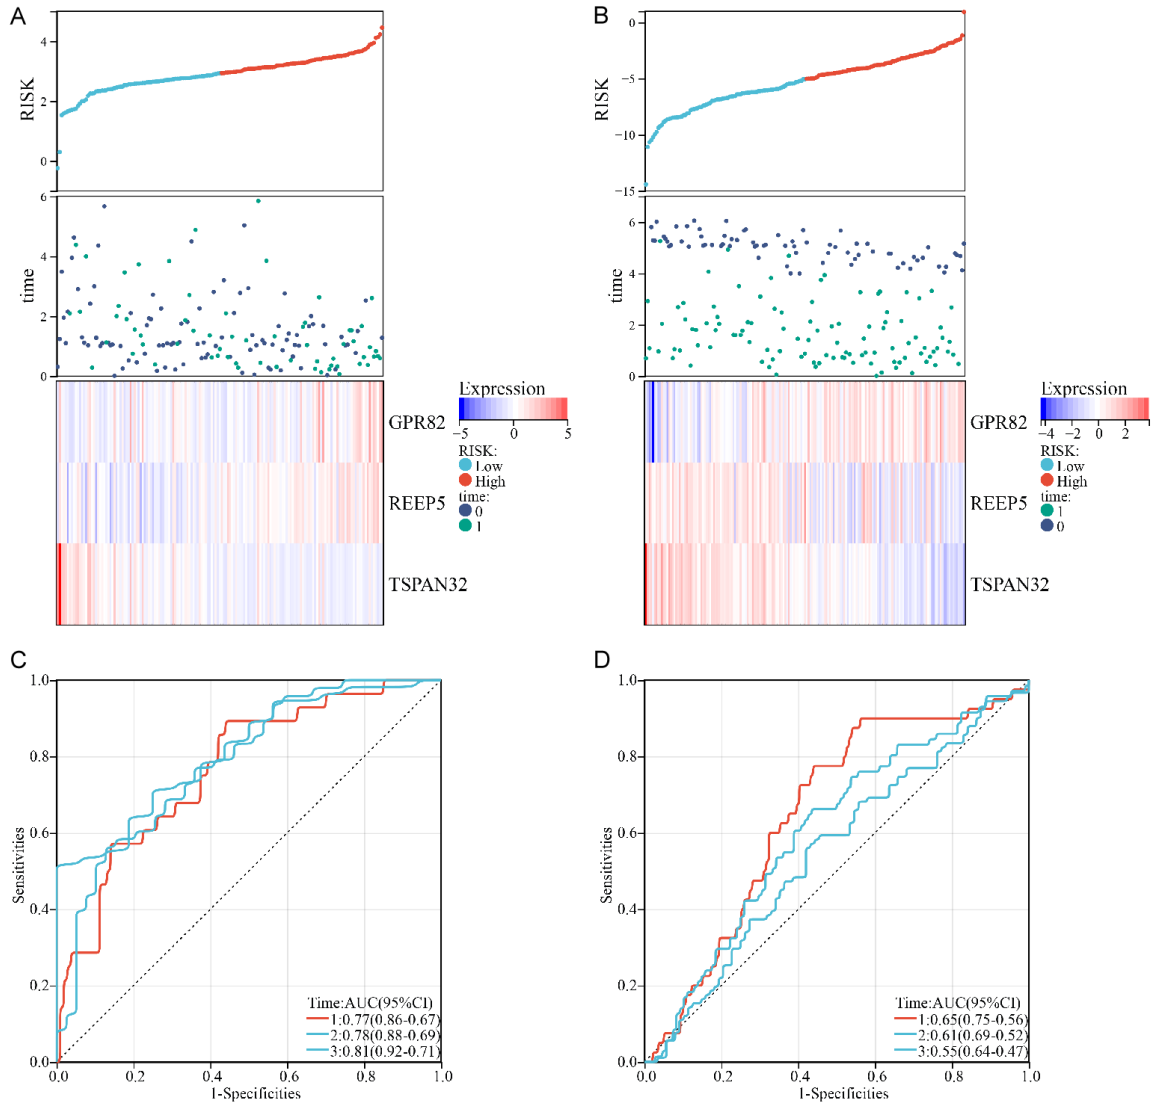 A
RISK
4
2
0
time
6
4
2
0
GPR82
REEP5
TSPAN32
Expression
−5 0 5
RISK:
Low
High
time:
0
1
B
RISK
0
−5
−10
−15
time
6
4
2
0
GPR82
REEP5
TSPAN32
Expression
−4 −2 0 2
RISK:
Low
High
time:
1
0
C
Sensitivities
1.0
0.8
0.6
0.4
0.2
0.0
Time:AUC(95%CI)
1:0.77(0.86-0.67)
2:0.78(0.88-0.69)
3:0.81(0.92-0.71)
0.0 0.2 0.4 0.6 0.8 1.0
1-Specificities
D
Sensitivities
1.0
0.8
0.6
0.4
0.2
0.0
Time:AUC(95%CI)
1:0.65(0.75-0.56)
2:0.61(0.69-0.52)
3:0.55(0.64-0.47)
0.0 0.2 0.4 0.6 0.8 1.0
1-Specificities